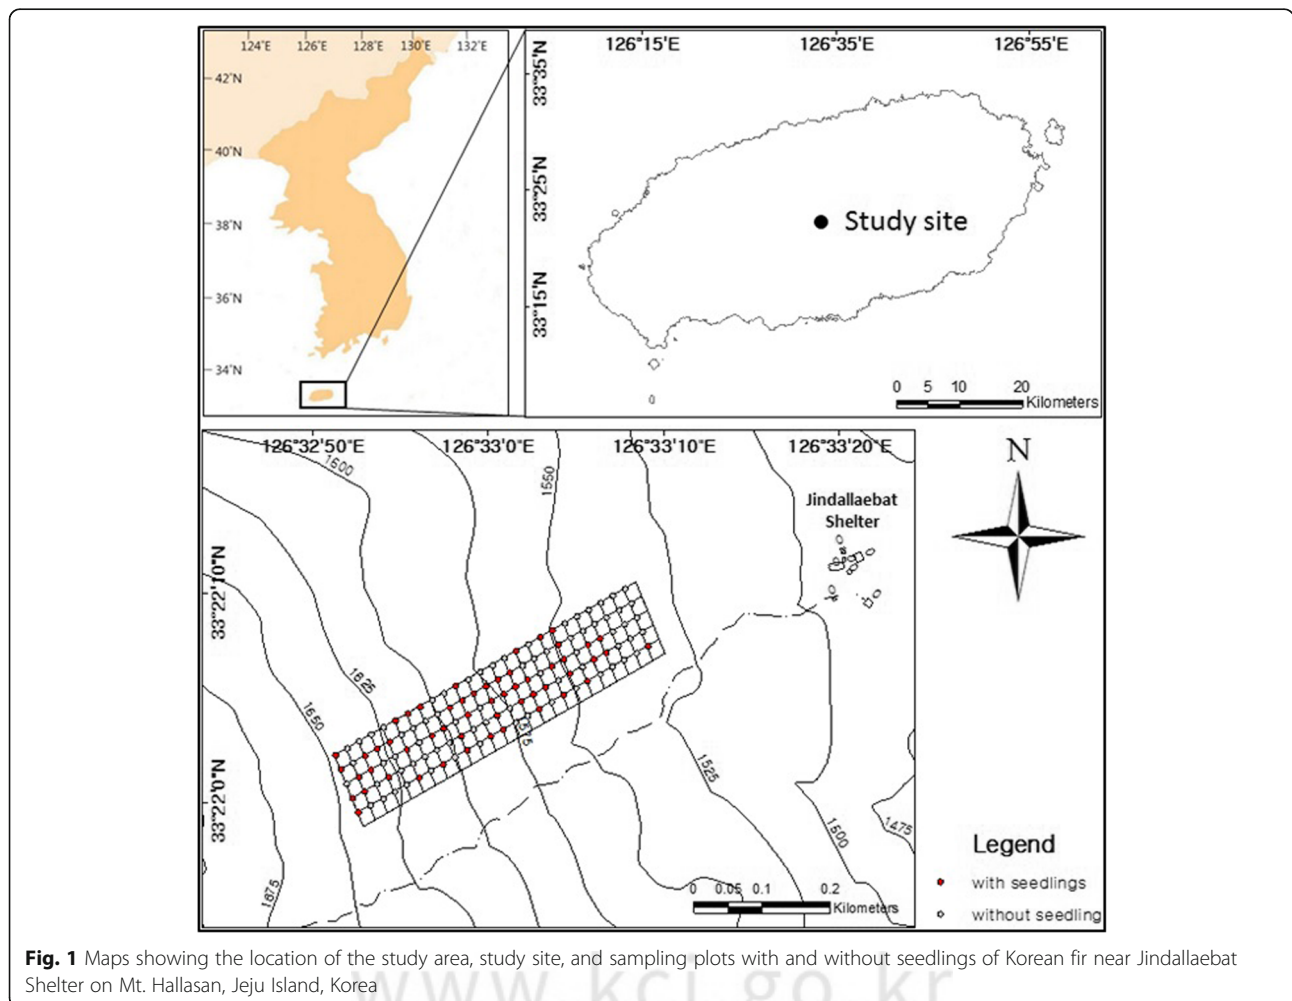 124°E 126°E 128°E 130°E 132°E
42°N
40°N
38°N
36°N
34°N
126°15'E 126°35'E 126°55'E
33°35'N
33°25'N
33°15'N
Study site
0 5 10 20
Kilometers
126°32'50"E 126°33'0"E 126°33'10"E 126°33'20"E
33°22'10"N
33°22'0"N
1600
1550
1625
1650
1575
1525
1500
1475
1675
Jindallaebat
Shelter
0 0.05 0.1 0.2
Kilometers
N
Legend
with seedlings
without seedling
Fig. 1 Maps showing the location of the study area, study site, and sampling plots with and without seedlings of Korean fir near Jindallaebat
Shelter on Mt. Hallasan, Jeju Island, Korea
www.kci.go.kr